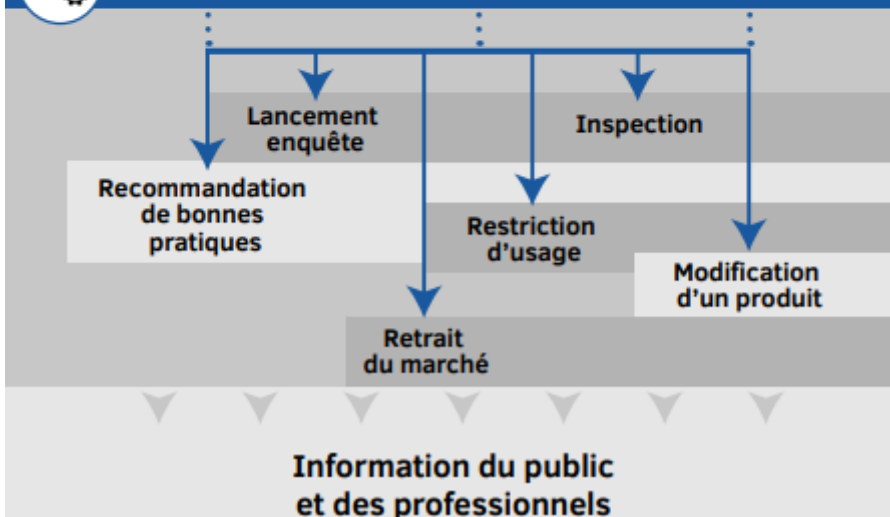 Lancement
enquête
Inspection
Recommandation
de bonnes
pratiques
Restriction
d'usage
Modification
d'un produit
Retrait
du marché
Information du public
et des professionnels